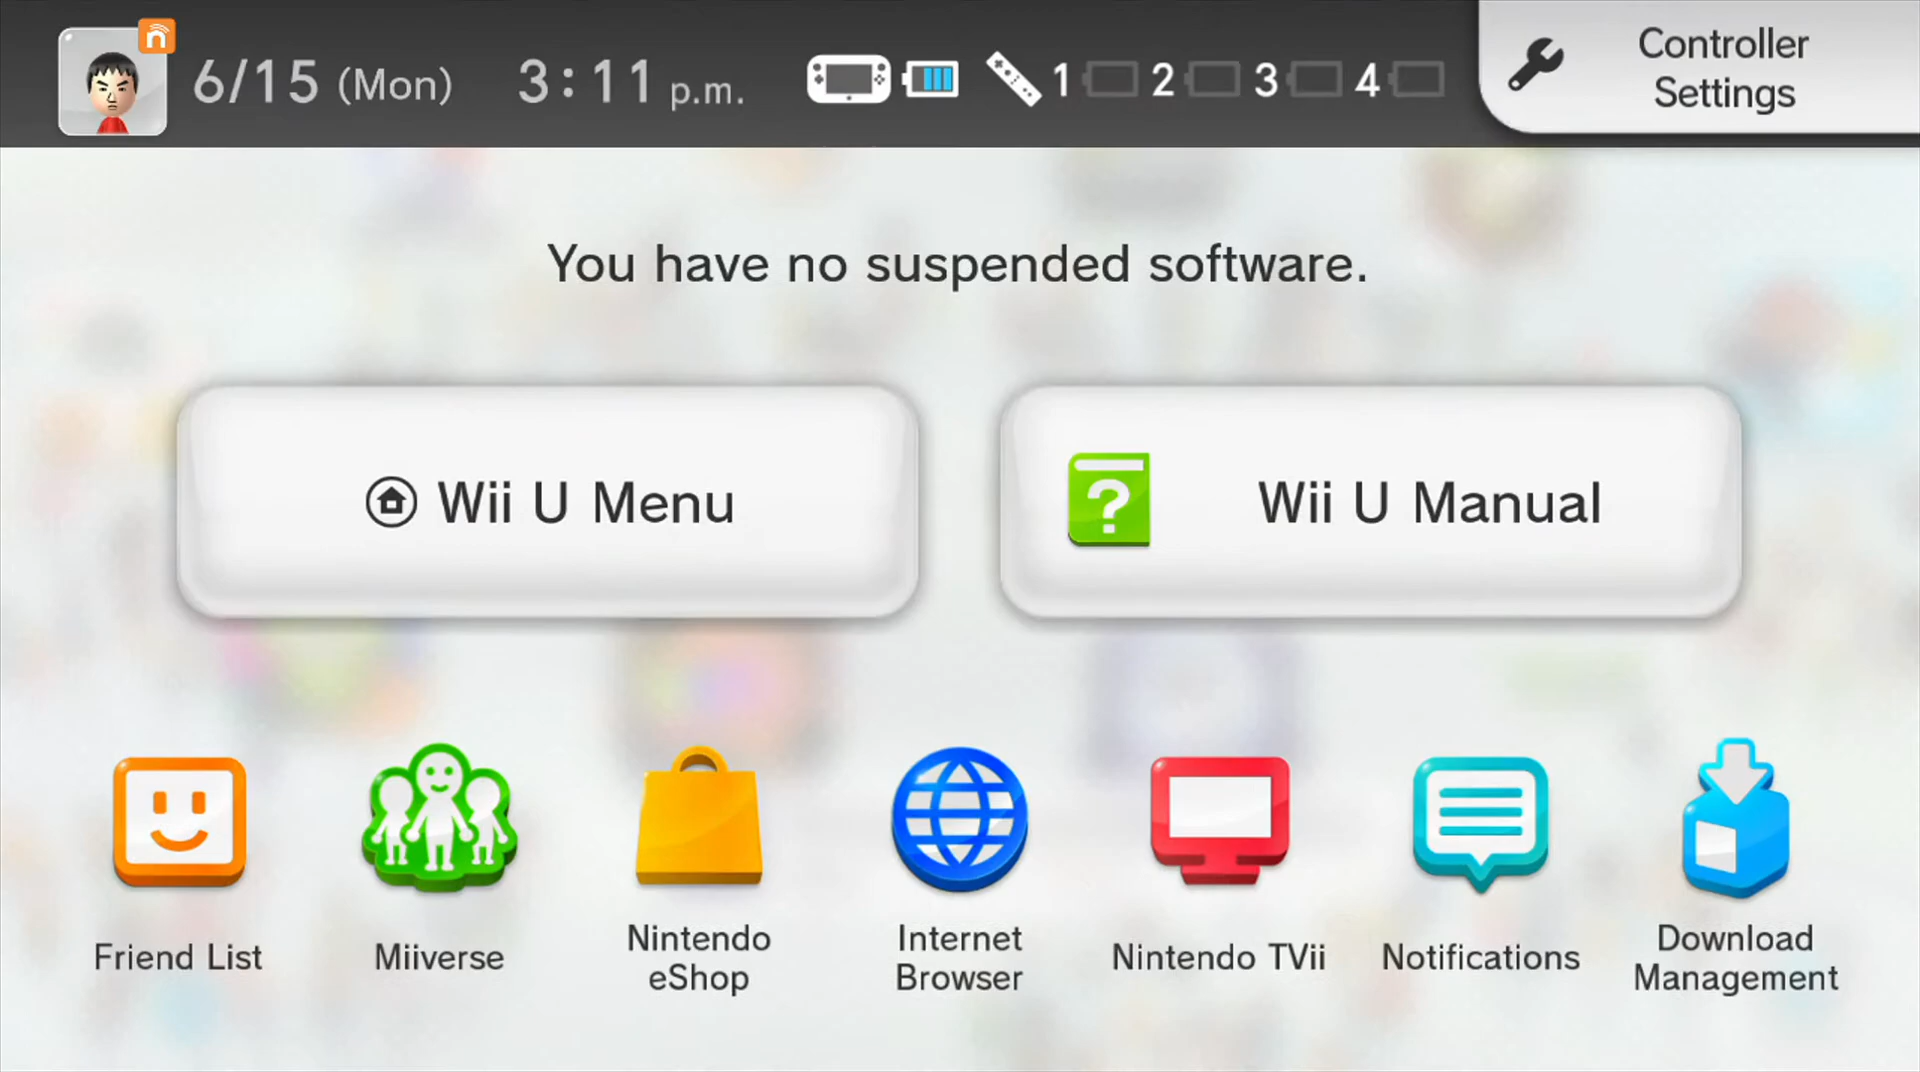 6/15 (Mon) 3:11 p.m. 1 2 3 4
Controller
Settings
You have no suspended software.
Wii U Menu
Wii U Manual
Friend List
Miiverse
Nintendo
eShop
Internet
Browser
Nintendo TVii
Notifications
Download
Management